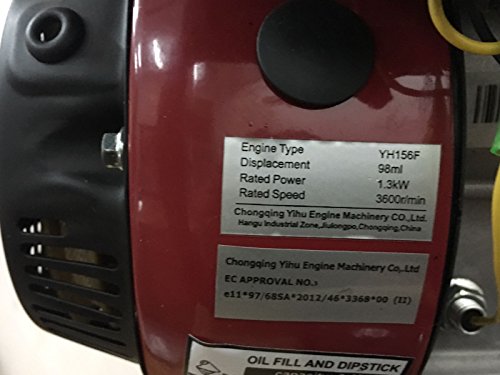 Engine Type YH156F
Displacement 98ml
Rated Power 1.3kW
Rated Speed 3600r/min
Chongqing Yihu Engine Machinery CO.,Ltd.
Hangu Industrial Zone,Jiulongpo,Chongqing,China
Chongqing Yihu Engine Machinery Co,.Ltd
EC APPROVAL NO.:
e11*97/68SA*2012/46*3368*00 (II)
OIL FILL AND DIPSTICK